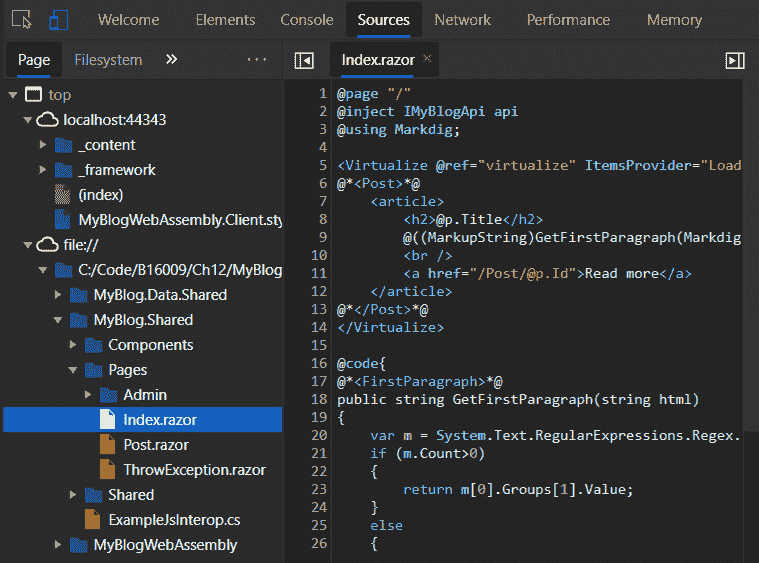 Welcome Elements Console Sources Network Performance Memory
Page Filesystem » ··· Index.razor ×
top
localhost:44343
_content
_framework
(index)
MyBlogWebAssembly.Client.sty
file://
C:/Code/B16009/Ch12/MyBlog
MyBlog.Data.Shared
MyBlog.Shared
Components
Pages
Admin
Index.razor
Post.razor
ThrowException.razor
Shared
ExampleJsInterop.cs
MyBlogWebAssembly
1 @page "/"
2 @inject IMyBlogApi api
3 @using Markdig;
4
5 <Virtualize @ref="virtualize" ItemsProvider="Load
6 @*<Post>*@
7 <article>
8 <h2>@p.Title</h2>
9 @((MarkupString)GetFirstParagraph(Markdig
10 <br />
11 <a href="/Post/@p.Id">Read more</a>
12 </article>
13 @*</Post>*@
14 </Virtualize>
15
16 @code{
17 @*<FirstParagraph>*@
18 public string GetFirstParagraph(string html)
19 {
20 var m = System.Text.RegularExpressions.Regex.
21 if (m.Count>0)
22 {
23 return m[0].Groups[1].Value;
24 }
25 else
26 {